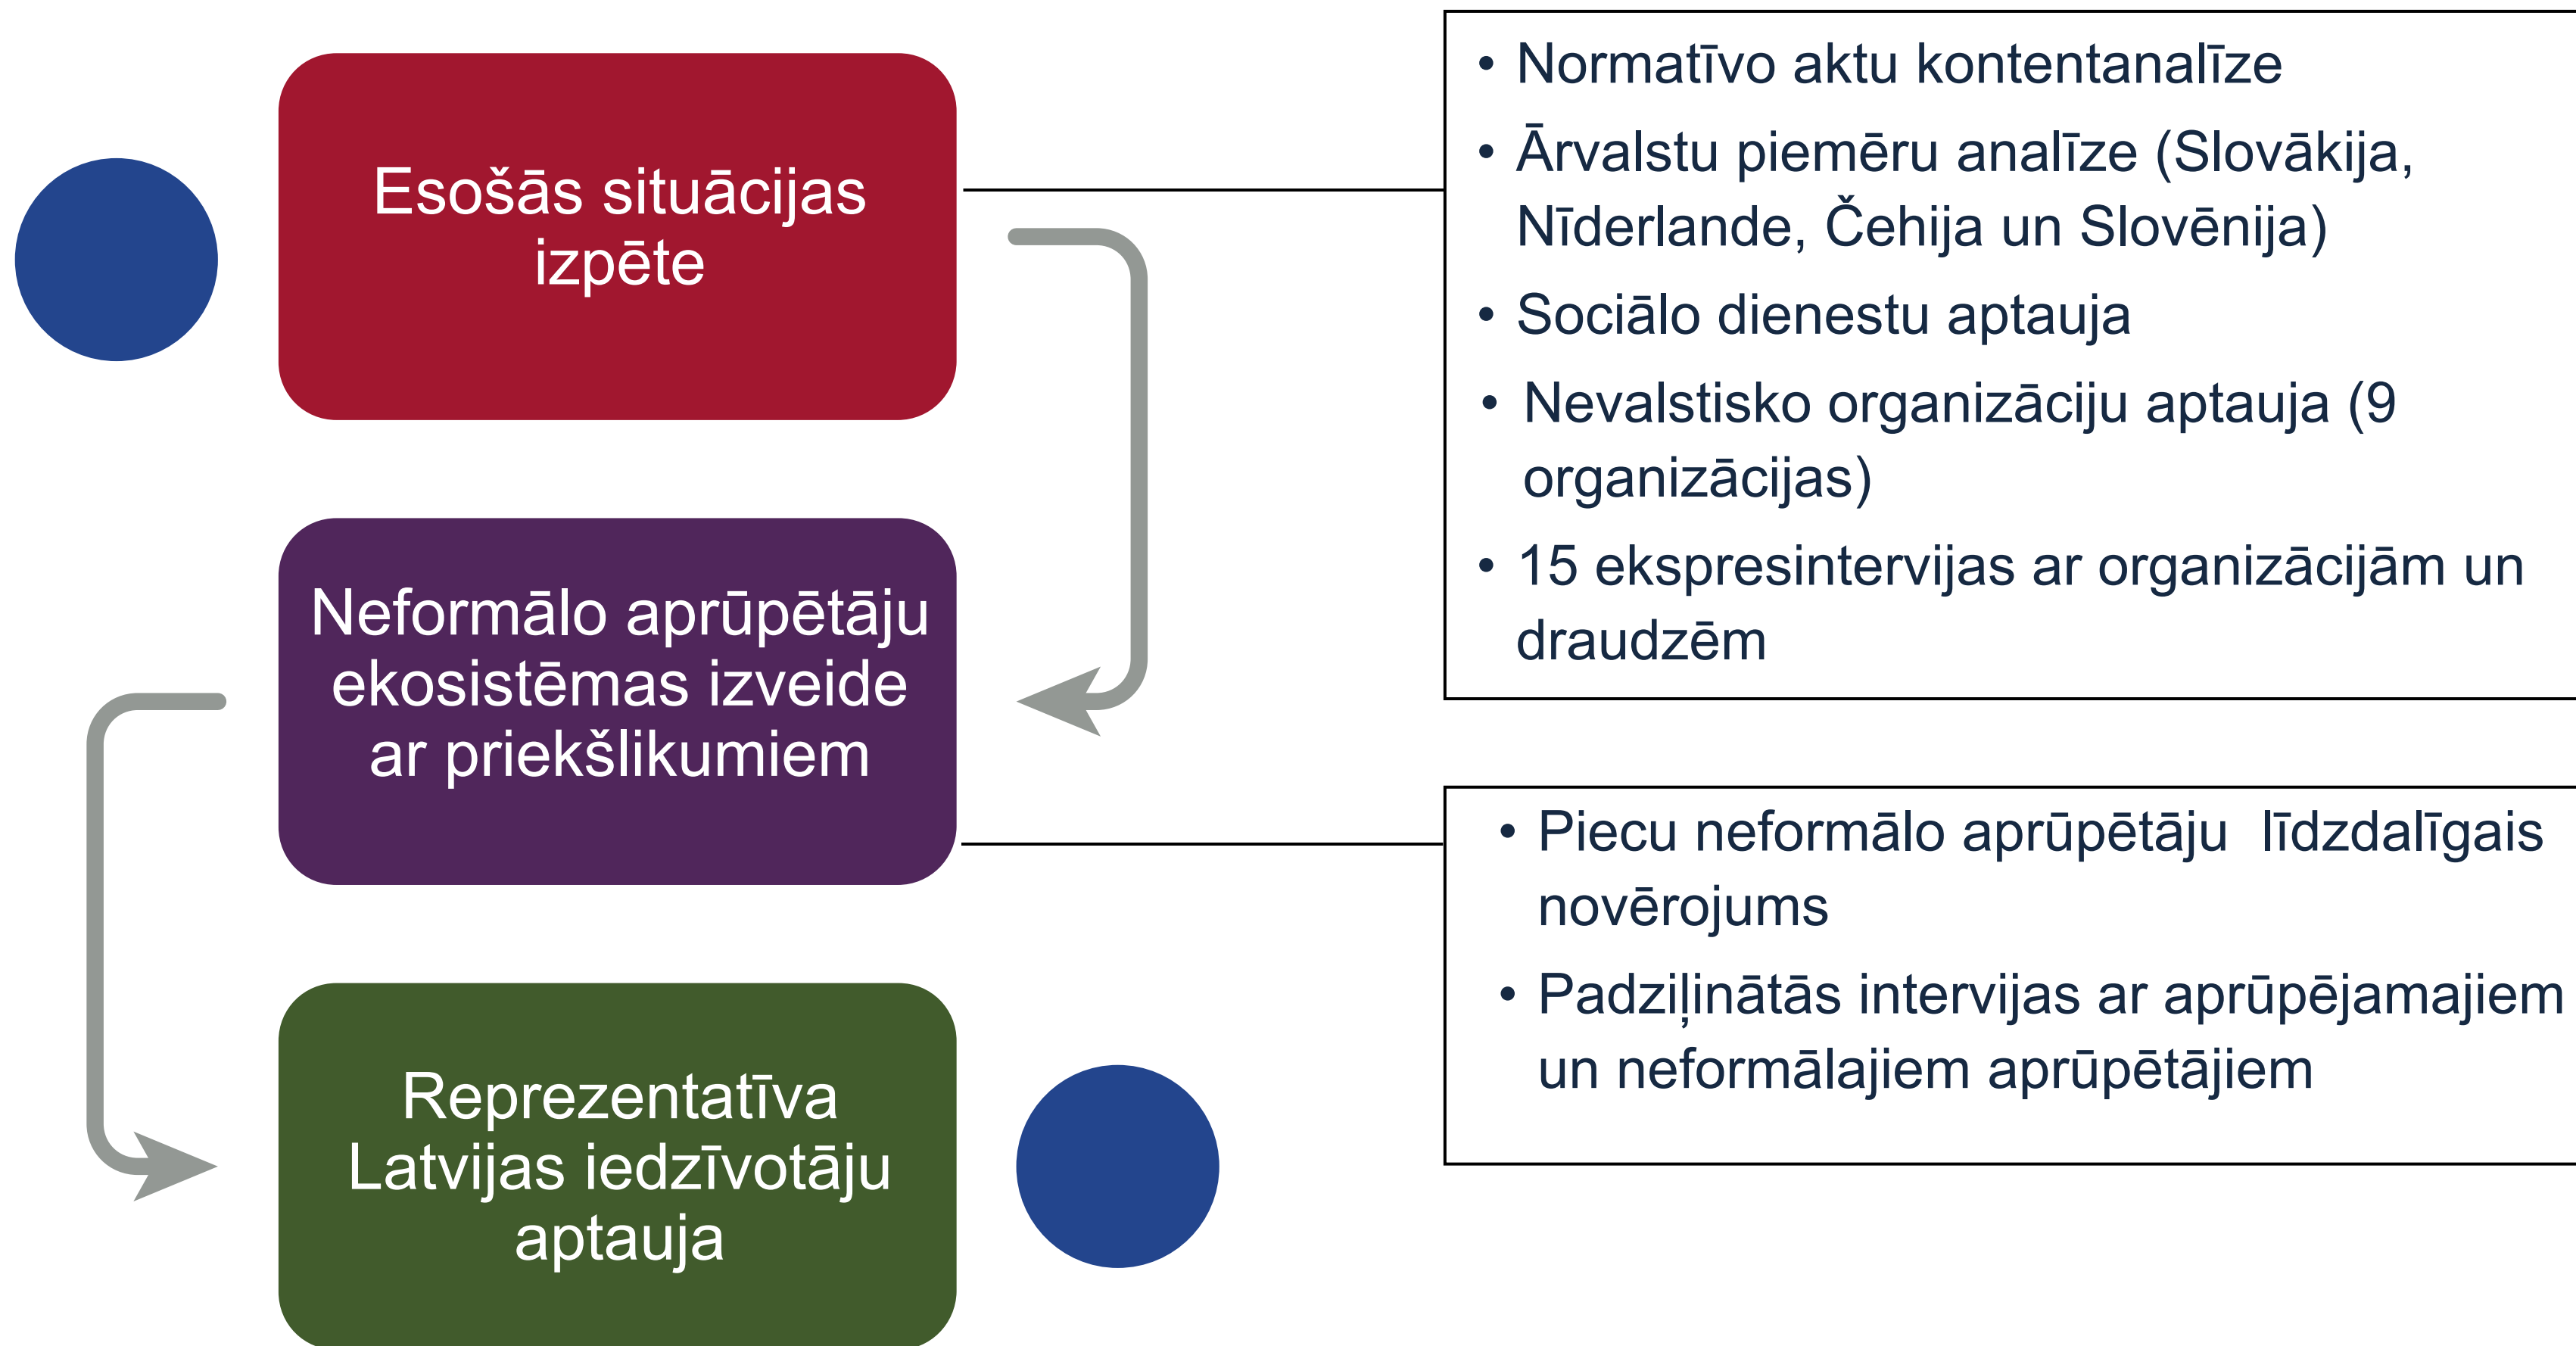 Esošās situācijas
izpēte
• Normatīvo aktu kontentanalīze
• Ārvalstu piemēru analīze (Slovākija,
Nīderlande, Čehija un Slovēnija)
• Sociālo dienestu aptauja
• Nevalstisko organizāciju aptauja (9
organizācijas)
• 15 ekspresintervijas ar organizācijām un
draudzēm
Neformālo aprūpētāju
ekosistēmas izveide
ar priekšlikumiem
• Piecu neformālo aprūpētāju līdzdalīgais
novērojums
• Padziļinātās intervijas ar aprūpējamajiem
un neformālajiem aprūpētājiem
Reprezentatīva
Latvijas iedzīvotāju
aptauja